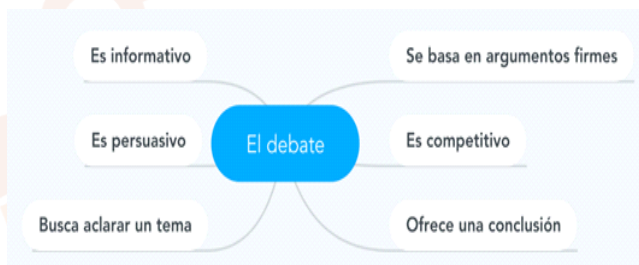 Es informativo
Se basa en argumentos firmes
Es persuasivo
El debate
Es competitivo
Busca aclarar un tema
Ofrece una conclusión